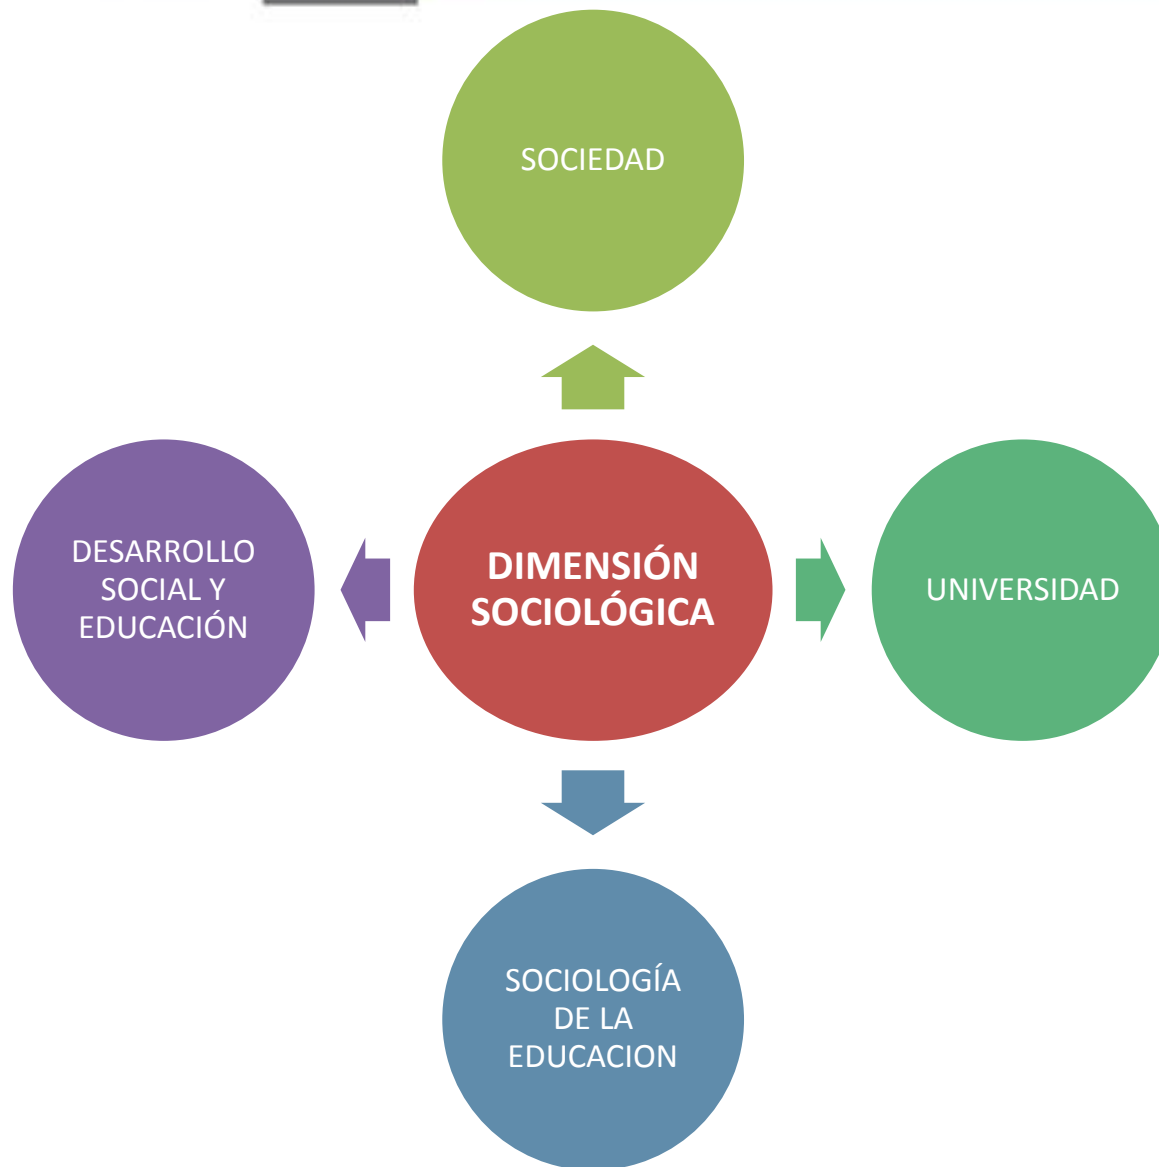 SOCIEDAD
DESARROLLO
SOCIAL Y
EDUCACIÓN
DIMENSIÓN
SOCIOLÓGICA
UNIVERSIDAD
SOCIOLOGÍA
DE LA
EDUCACION